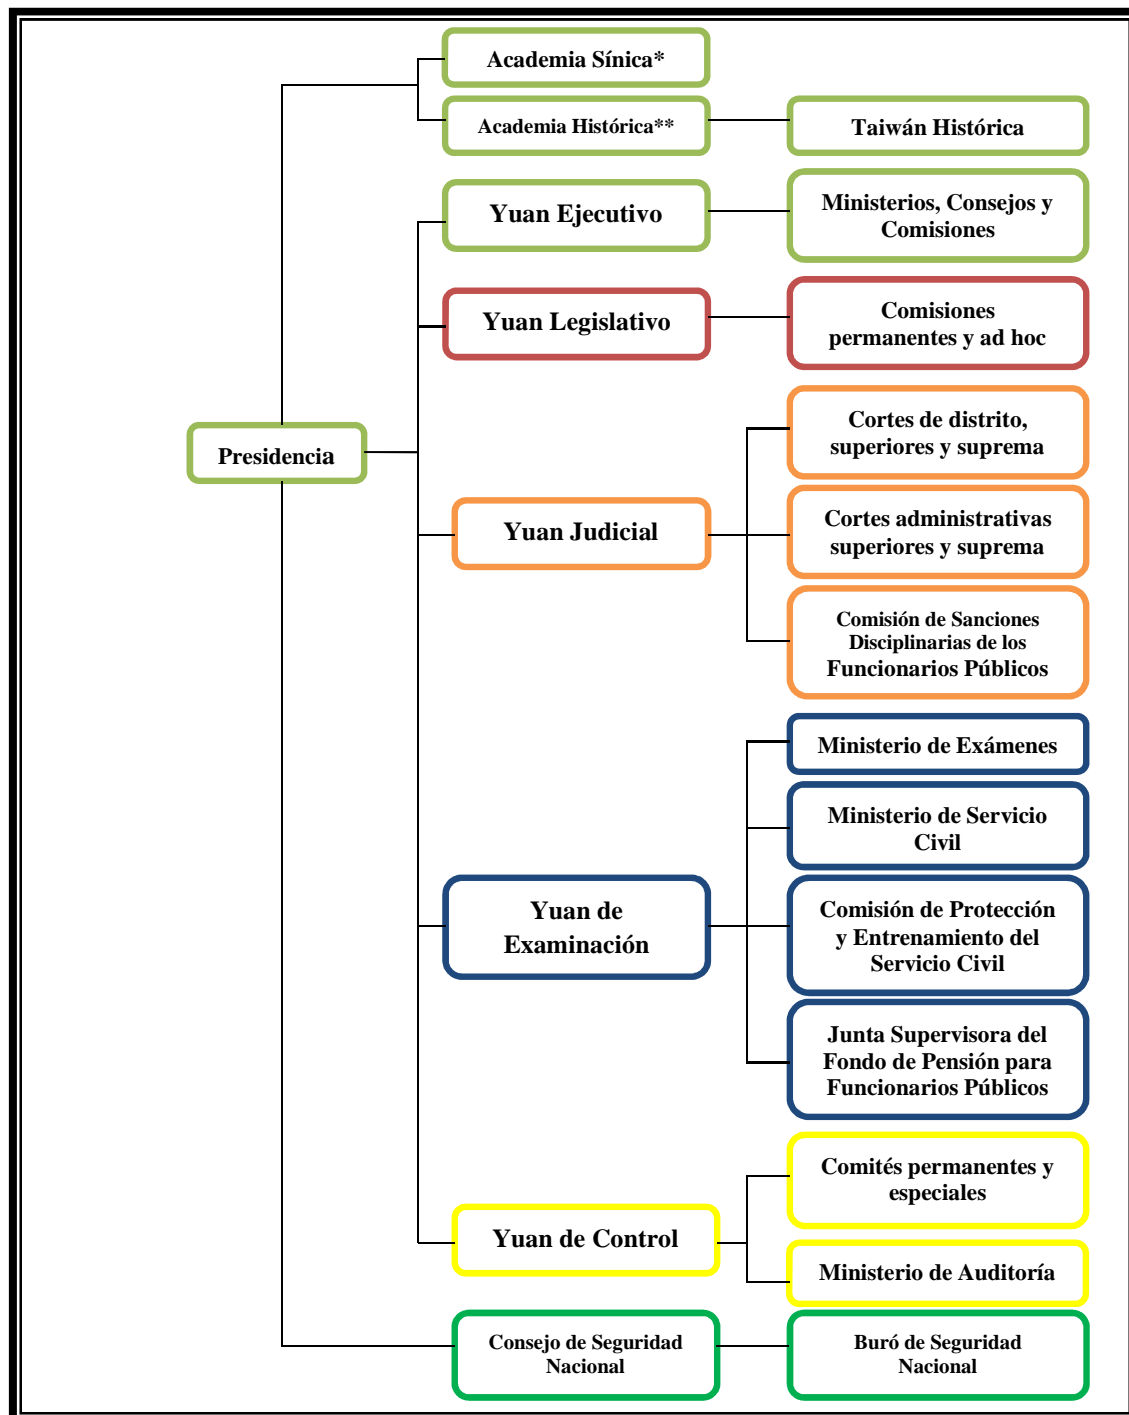 Academia Sínica*
Academia Histórica**
Taiwán Histórica
Yuan Ejecutivo
Ministerios, Consejos y
Comisiones
Yuan Legislativo
Comisiones
permanentes y ad hoc
Presidencia
Cortes de distrito,
superiores y suprema
Yuan Judicial
Cortes administrativas
superiores y suprema
Comisión de Sanciones
Disciplinarias de los
Funcionarios Públicos
Ministerio de Exámenes
Ministerio de Servicio
Civil
Yuan de
Examinación
Comisión de Protección
y Entrenamiento del
Servicio Civil
Junta Supervisora del
Fondo de Pensión para
Funcionarios Públicos
Comités permanentes y
especiales
Yuan de Control
Ministerio de Auditoría
Consejo de Seguridad
Nacional
Buró de Seguridad
Nacional